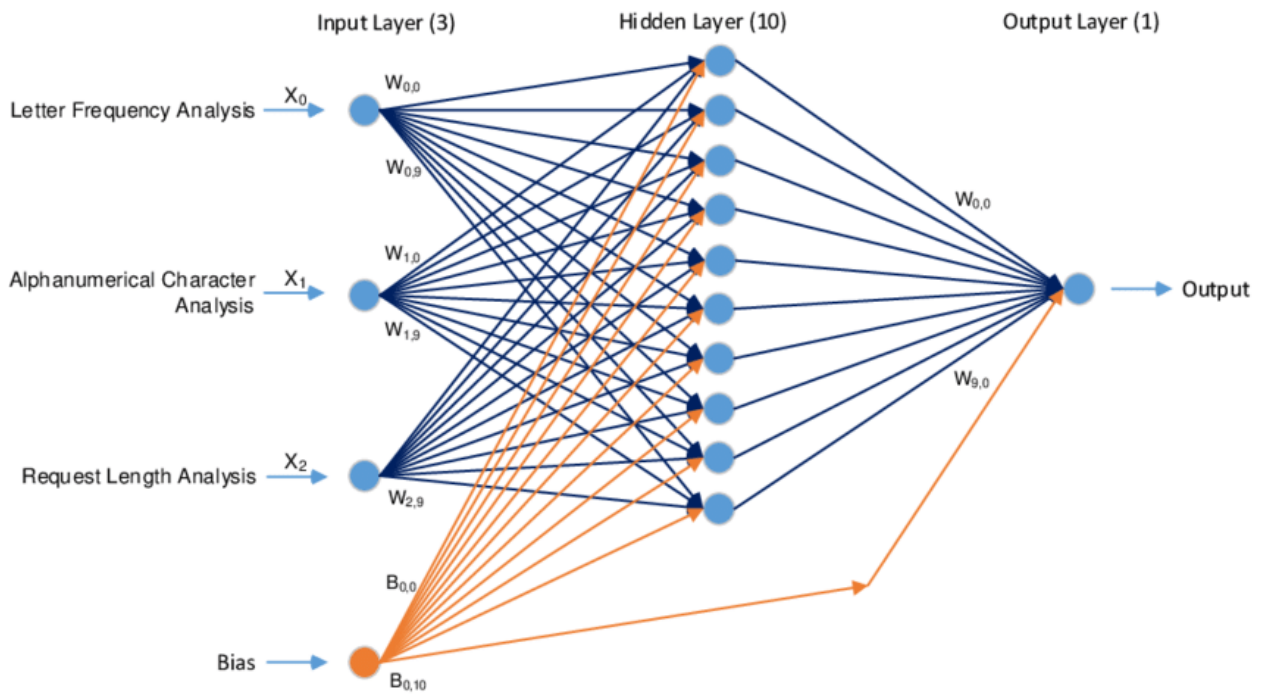 Input Layer (3)
Hidden Layer (10)
Output Layer (1)
Letter Frequency Analysis
X0
W0,0
W0,9
Alphanumerical Character
Analysis
X1
W1,0
W1,9
Request Length Analysis
X2
W2,9
Bias
B0,0
B0,10
W0,0
W9,0
Output